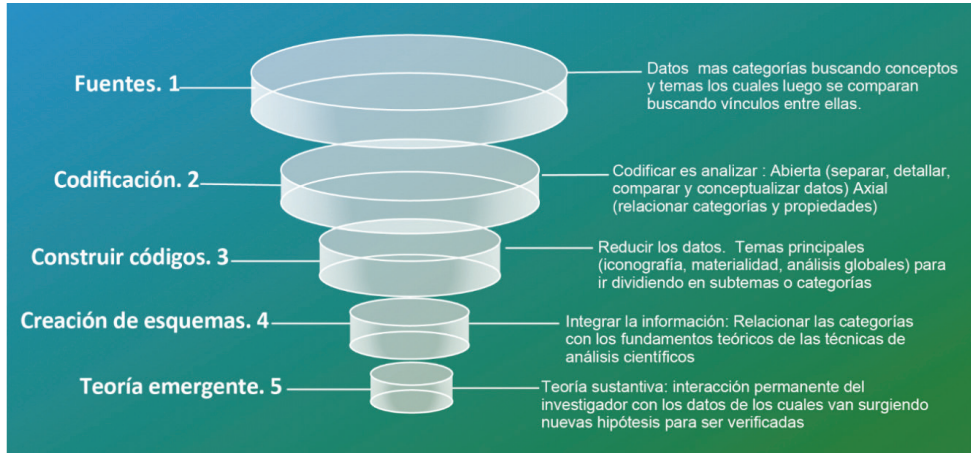 Fuentes. 1
Datos mas categorías buscando conceptos
y temas los cuales luego se comparan
buscando vínculos entre ellas.
Codificación. 2
Codificar es analizar : Abierta (separar, detallar,
comparar y conceptualizar datos) Axial
(relacionar categorías y propiedades)
Construir códigos. 3
Reducir los datos. Temas principales
(iconografía, materialidad, análisis globales) para
ir dividiendo en subtemas o categorías
Creación de esquemas. 4
Integrar la información: Relacionar las categorías
con los fundamentos teóricos de las técnicas de
análisis científicos
Teoría emergente. 5
Teoría sustantiva: interacción permanente del
investigador con los datos de los cuales van surgiendo
nuevas hipótesis para ser verificadas